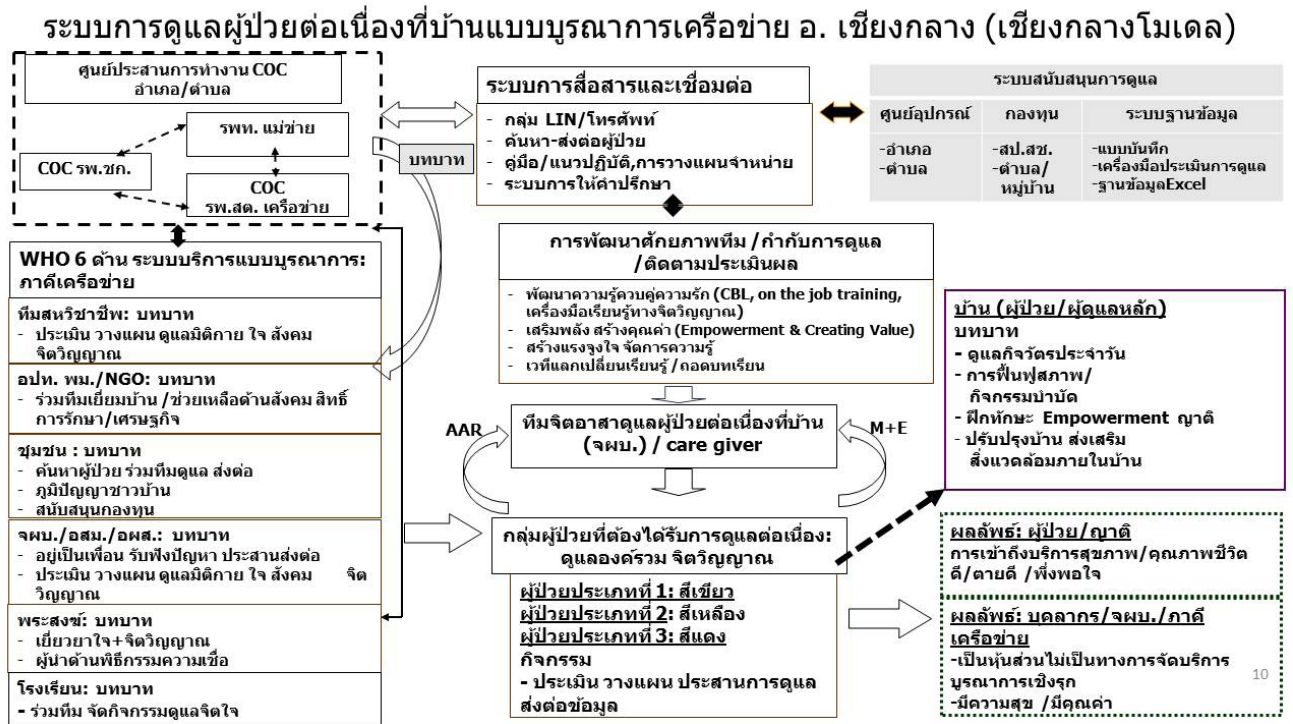 ระบบการดูแลผู้ป่วยต่อเนื่องที่บ้านแบบบูรณาการเครือข่าย อ. เชียงกลาง (เชียงกลางโมเดล)
ศูนย์ประสานการทำงาน COC
อำเภอ/ตำบล
รพท. แม่ข่าย
COC รพ.ชก.
COC
รพ.สต. เครือข่าย
บทบาท
ระบบการสื่อสารและเชื่อมต่อ
- กลุ่ม LIN/โทรศัพท์
- ค้นหา-ส่งต่อผู้ป่วย
- คู่มือ/แนวปฏิบัติ,การวางแผนจำหน่าย
- ระบบการให้คำปรึกษา
ระบบสนับสนุนการดูแล
ศูนย์อุปกรณ์ กองทุน ระบบฐานข้อมูล
-อำเภอ
-ตำบล
-สป.สช.
-ตำบล/
หมู่บ้าน
-แบบบันทึก
-เครื่องมือประเมินการดูแล
-ฐานข้อมูลExcel
WHO 6 ด้าน ระบบบริการแบบบูรณาการ:
ภาคีเครือข่าย
ทีมสหวิชาชีพ: บทบาท
- ประเมิน วางแผน ดูแลมิติกาย ใจ สังคม
จิตวิญญาณ
อปท. พม./NGO: บทบาท
- ร่วมทีมเยี่ยมบ้าน /ช่วยเหลือด้านสังคม สิทธิ์
การรักษา/เศรษฐกิจ
ชุมชน : บทบาท
- ค้นหาผู้ป่วย ร่วมทีมดูแล ส่งต่อ
- ภูมิปัญญาชาวบ้าน
- สนับสนุนกองทุน
จผบ./อสม./อผส.: บทบาท
- อยู่เป็นเพื่อน รับฟังปัญหา ประสานส่งต่อ
- ประเมิน วางแผน ดูแลมิติกาย ใจ สังคม จิต
วิญญาณ
พระสงฆ์: บทบาท
- เยี่ยวยาใจ+จิตวิญญาณ
- ผู้นำด้านพิธีกรรมความเชื่อ
โรงเรียน: บทบาท
- ร่วมทีม จัดกิจกรรมดูแลจิตใจ
การพัฒนาศักยภาพทีม /กำกับการดูแล
/ติดตามประเมินผล
- พัฒนาความรู้ควบคู่ความรัก (CBL, on the job training,
เครื่องมือเรียนรู้ทางจิตวิญญาณ)
- เสริมพลัง สร้างคุณค่า (Empowerment & Creating Value)
- สร้างแรงจูงใจ จัดการความรู้
- เวทีแลกเปลี่ยนเรียนรู้ /ถอดบทเรียน
AAR
ทีมจิตอาสาดูแลผู้ป่วยต่อเนื่องที่บ้าน
(จผบ.) / care giver
M+E
กลุ่มผู้ป่วยที่ต้องได้รับการดูแลต่อเนื่อง:
ดูแลองค์รวม จิตวิญญาณ
ผู้ป่วยประเภทที่ 1: สีเขียว
ผู้ป่วยประเภทที่ 2: สีเหลือง
ผู้ป่วยประเภทที่ 3: สีแดง
กิจกรรม
- ประเมิน วางแผน ประสานการดูแล
ส่งต่อข้อมูล
บ้าน (ผู้ป่วย/ผู้ดูแลหลัก)
บทบาท
- ดูแลกิจวัตรประจำวัน
- การฟื้นฟูสภาพ/
กิจกรรมบำบัด
- ฝึกทักษะ Empowerment ญาติ
- ปรับปรุงบ้าน ส่งเสริม
สิ่งแวดล้อมภายในบ้าน
ผลลัพธ์: ผู้ป่วย/ญาติ
การเข้าถึงบริการสุขภาพ/คุณภาพชีวิต
ดี/ตายดี /พึ่งพอใจ
ผลลัพธ์: บุคลากร/จผบ./ภาคี
เครือข่าย
-เป็นหุ้นส่วนไม่เป็นทางการจัดบริการ
บูรณาการเชิงรุก
-มีความสุข /มีคุณค่า
10